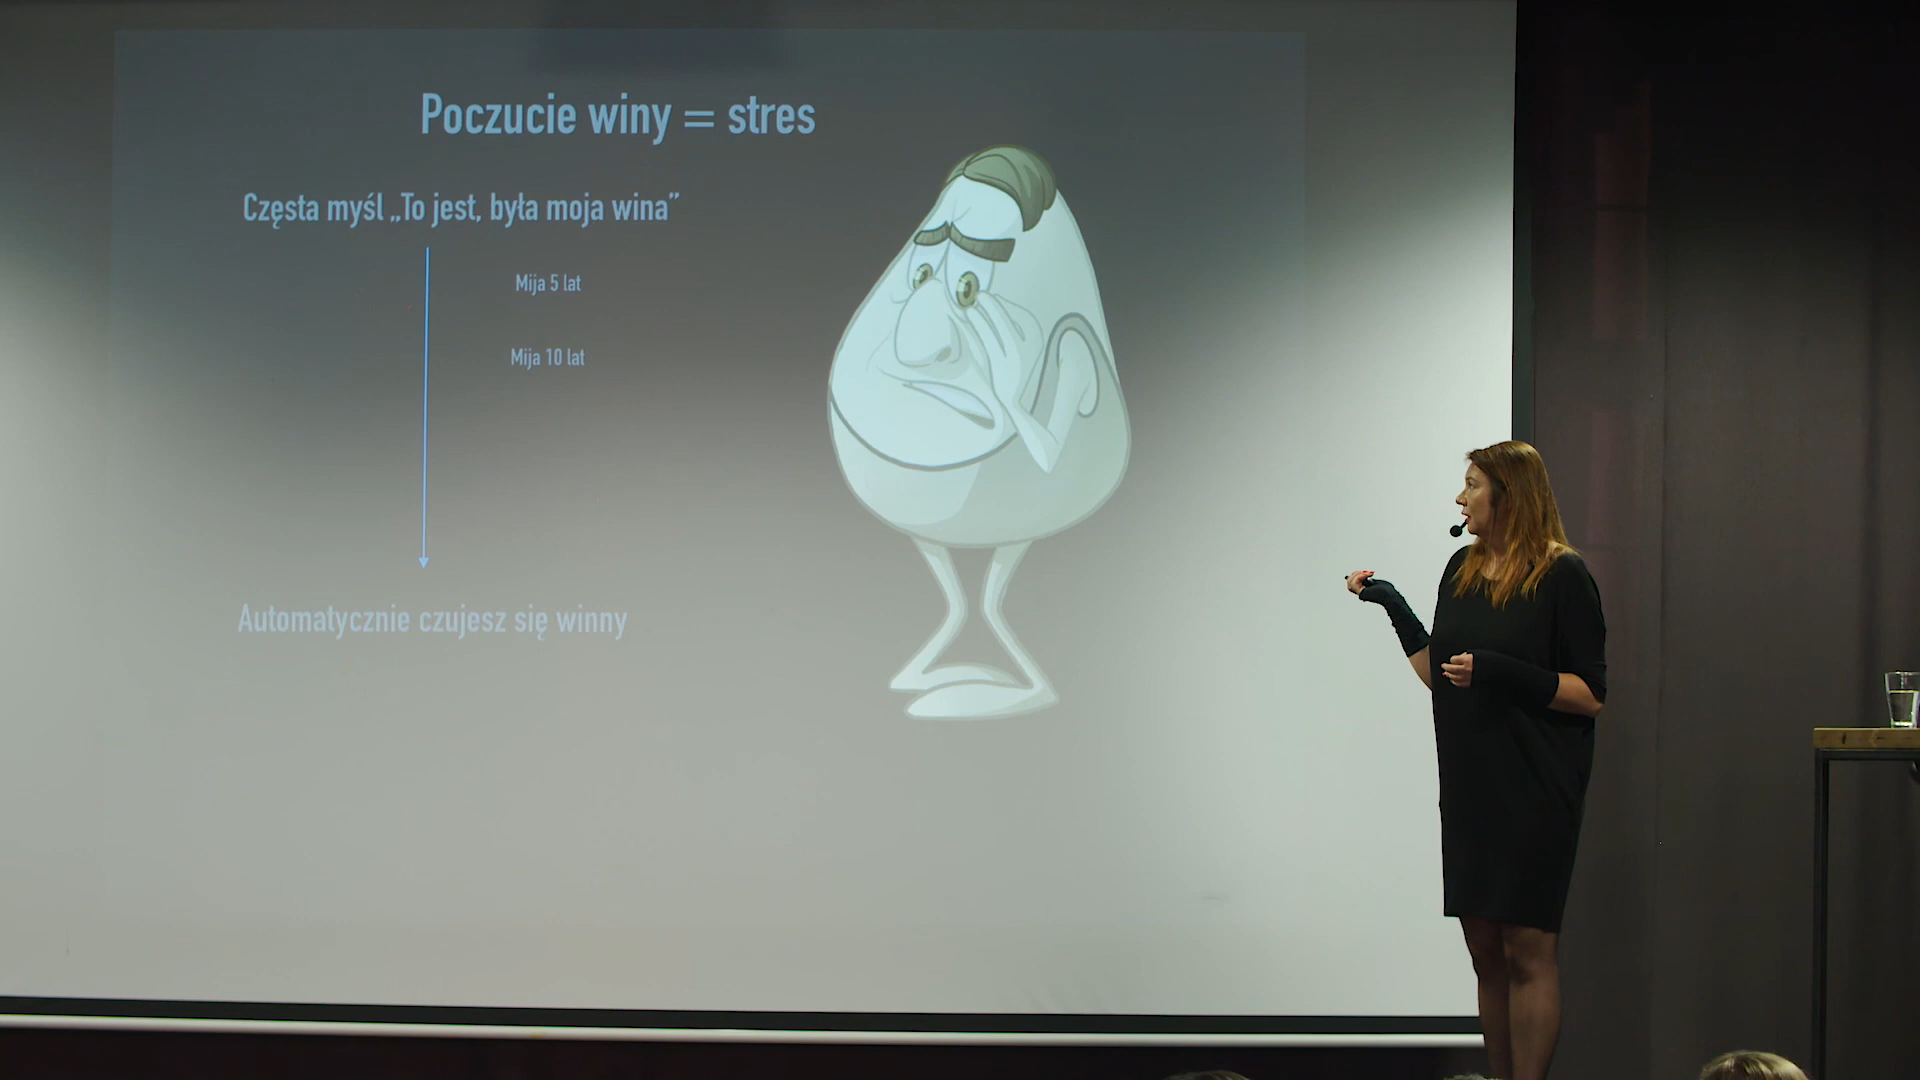 Poczucie winy = stres
Częsta myśl „To jest, była moja wina”
Mija 5 lat
Mija 10 lat
Automatycznie czujesz się winny